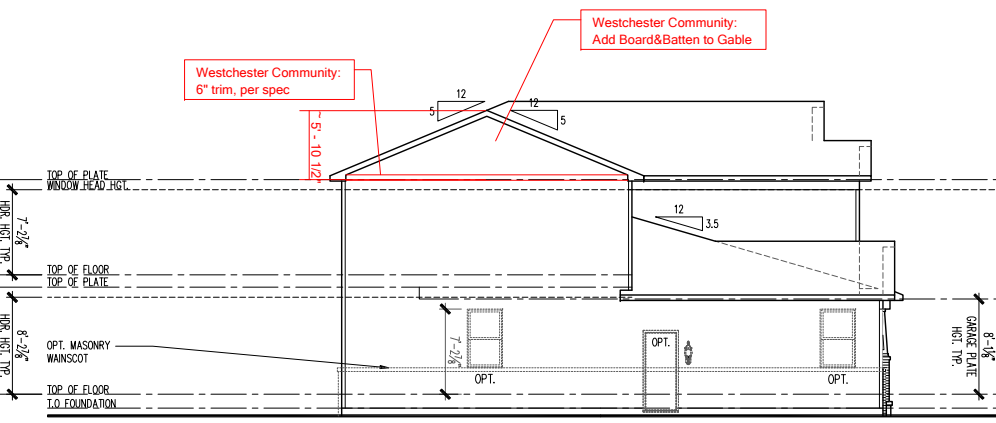 Westchester Community:
Add Board&Batten to Gable
Westchester Community:
6" trim, per spec
12
5
12
5
~ 5' - 10 1/2"
TOP OF PLATE
WINDOW HEAD HGT.
12
3.5
7'-2⅞"
HDR. HGT. TYP.
TOP OF FLOOR
TOP OF PLATE
8'-2⅞"
HDR. HGT. TYP.
7'-2⅞"
OPT. MASONRY
WAINSCOT
OPT.
OPT.
OPT.
8'-1⅛"
GARAGE PLATE
HGT. TYP.
TOP OF FLOOR
T.O FOUNDATION